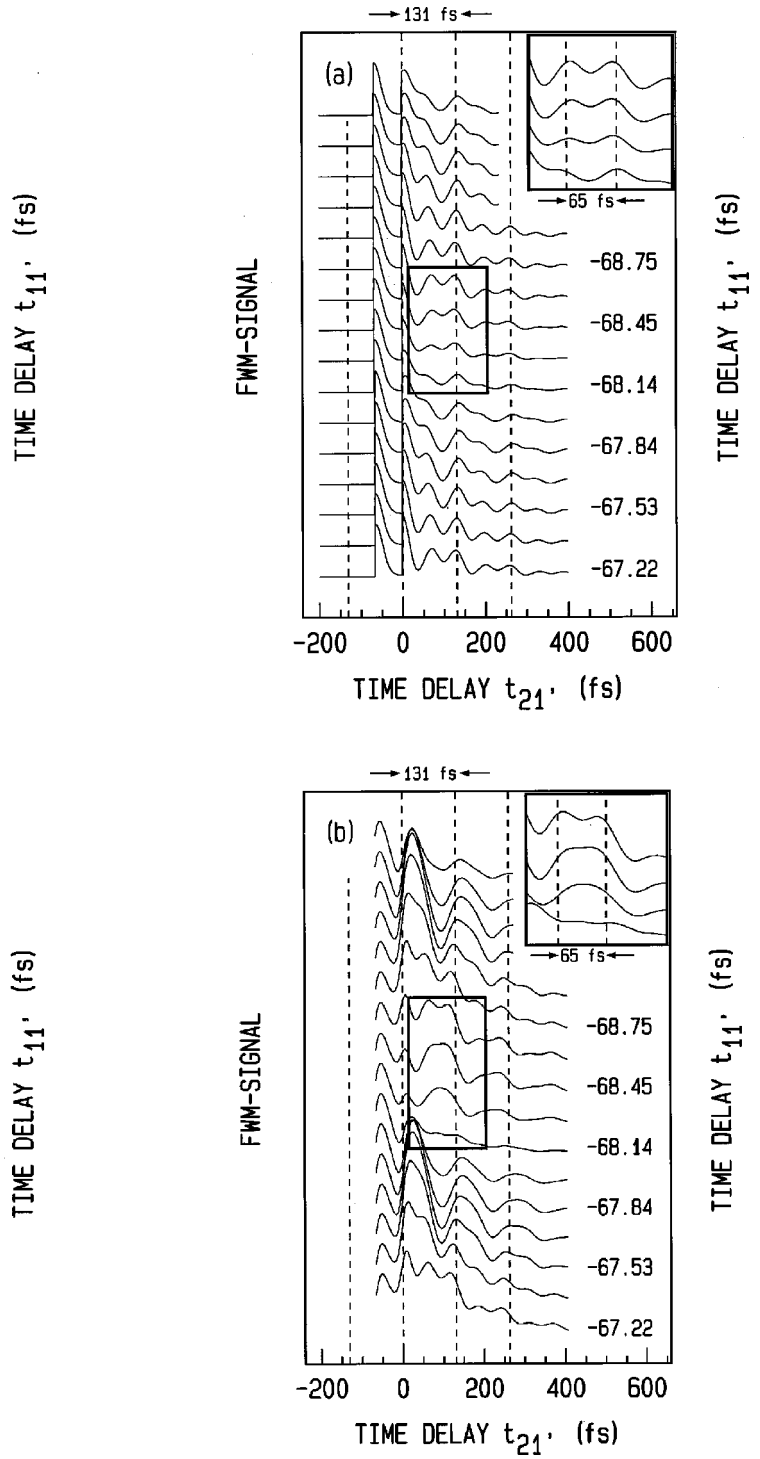 → 131 fs ←
(a)
→ 65 fs ←
TIME DELAY t11' (fs)
FWM-SIGNAL
-68.75
-68.45
-68.14
-67.84
-67.53
-67.22
TIME DELAY t11' (fs)
-200 0 200 400 600
TIME DELAY t21' (fs)
→ 131 fs ←
(b)
→ 65 fs ←
TIME DELAY t11' (fs)
FWM-SIGNAL
-68.75
-68.45
-68.14
-67.84
-67.53
-67.22
TIME DELAY t11' (fs)
-200 0 200 400 600
TIME DELAY t21' (fs)